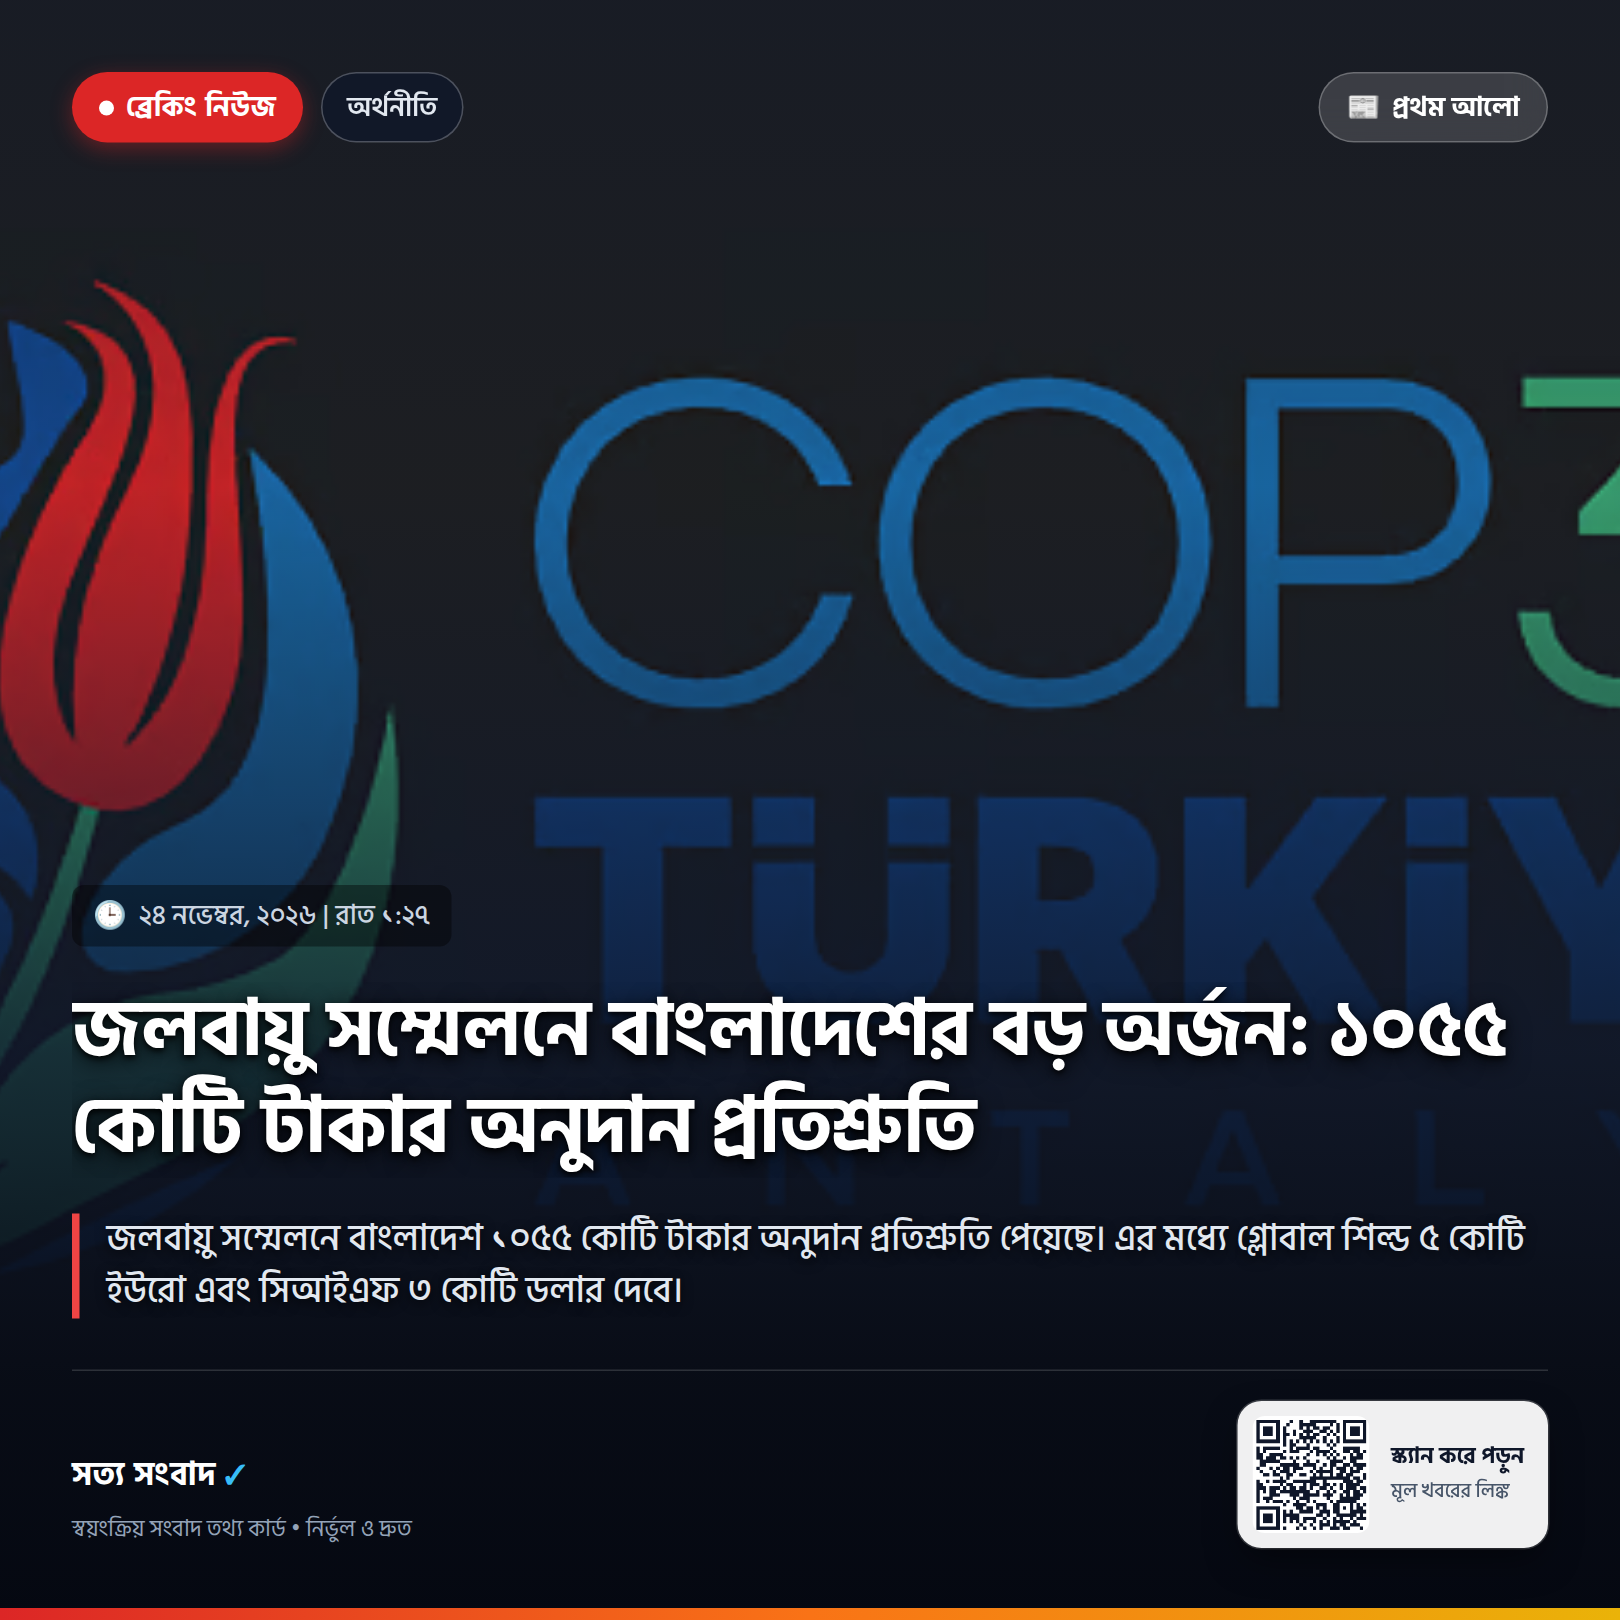 ব্রেকিং নিউজ
অর্থনীতি
প্রথম আলো
COP3
TÜRKİY
ANTALY
২৪ নভেম্বর, ২০২৬ | রাত ১:২৭
জলবায়ু সম্মেলনে বাংলাদেশের বড় অর্জন: ১০৫৫
কোটি টাকার অনুদান প্রতিশ্রুতি
জলবায়ু সম্মেলনে বাংলাদেশ ১০৫৫ কোটি টাকার অনুদান প্রতিশ্রুতি পেয়েছে। এর মধ্যে গ্লোবাল শিল্ড ৫ কোটি
ইউরো এবং সিআইএফ ৩ কোটি ডলার দেবে।
সত্য সংবাদ ✓
স্বয়ংক্রিয় সংবাদ তথ্য কার্ড • নির্ভুল ও দ্রুত
স্ক্যান করে পড়ুন
মূল খবরের লিঙ্ক